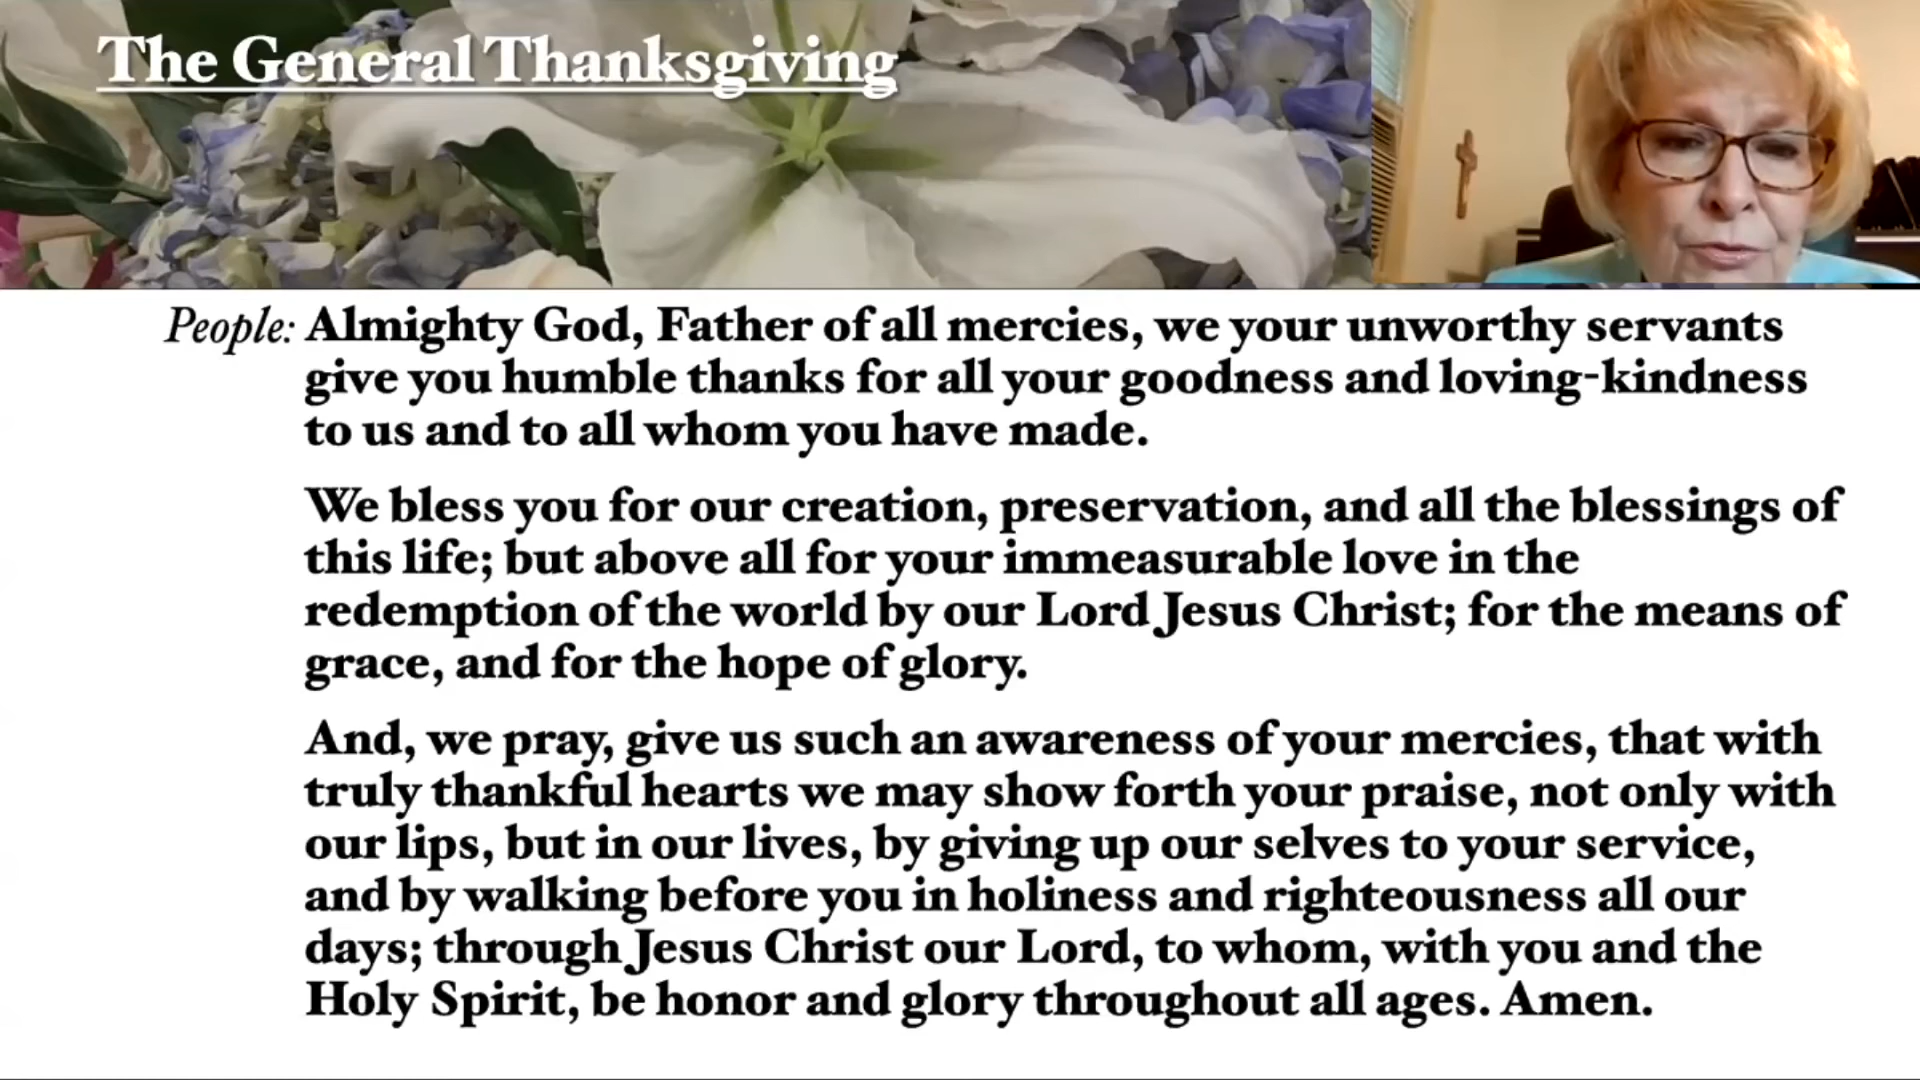 The General Thanksgiving
People: Almighty God, Father of all mercies, we your unworthy servants
give you humble thanks for all your goodness and loving-kindness
to us and to all whom you have made.
We bless you for our creation, preservation, and all the blessings of
this life; but above all for your immeasurable love in the
redemption of the world by our Lord Jesus Christ; for the means of
grace, and for the hope of glory.
And, we pray, give us such an awareness of your mercies, that with
truly thankful hearts we may show forth your praise, not only with
our lips, but in our lives, by giving up our selves to your service,
and by walking before you in holiness and righteousness all our
days; through Jesus Christ our Lord, to whom, with you and the
Holy Spirit, be honor and glory throughout all ages. Amen.